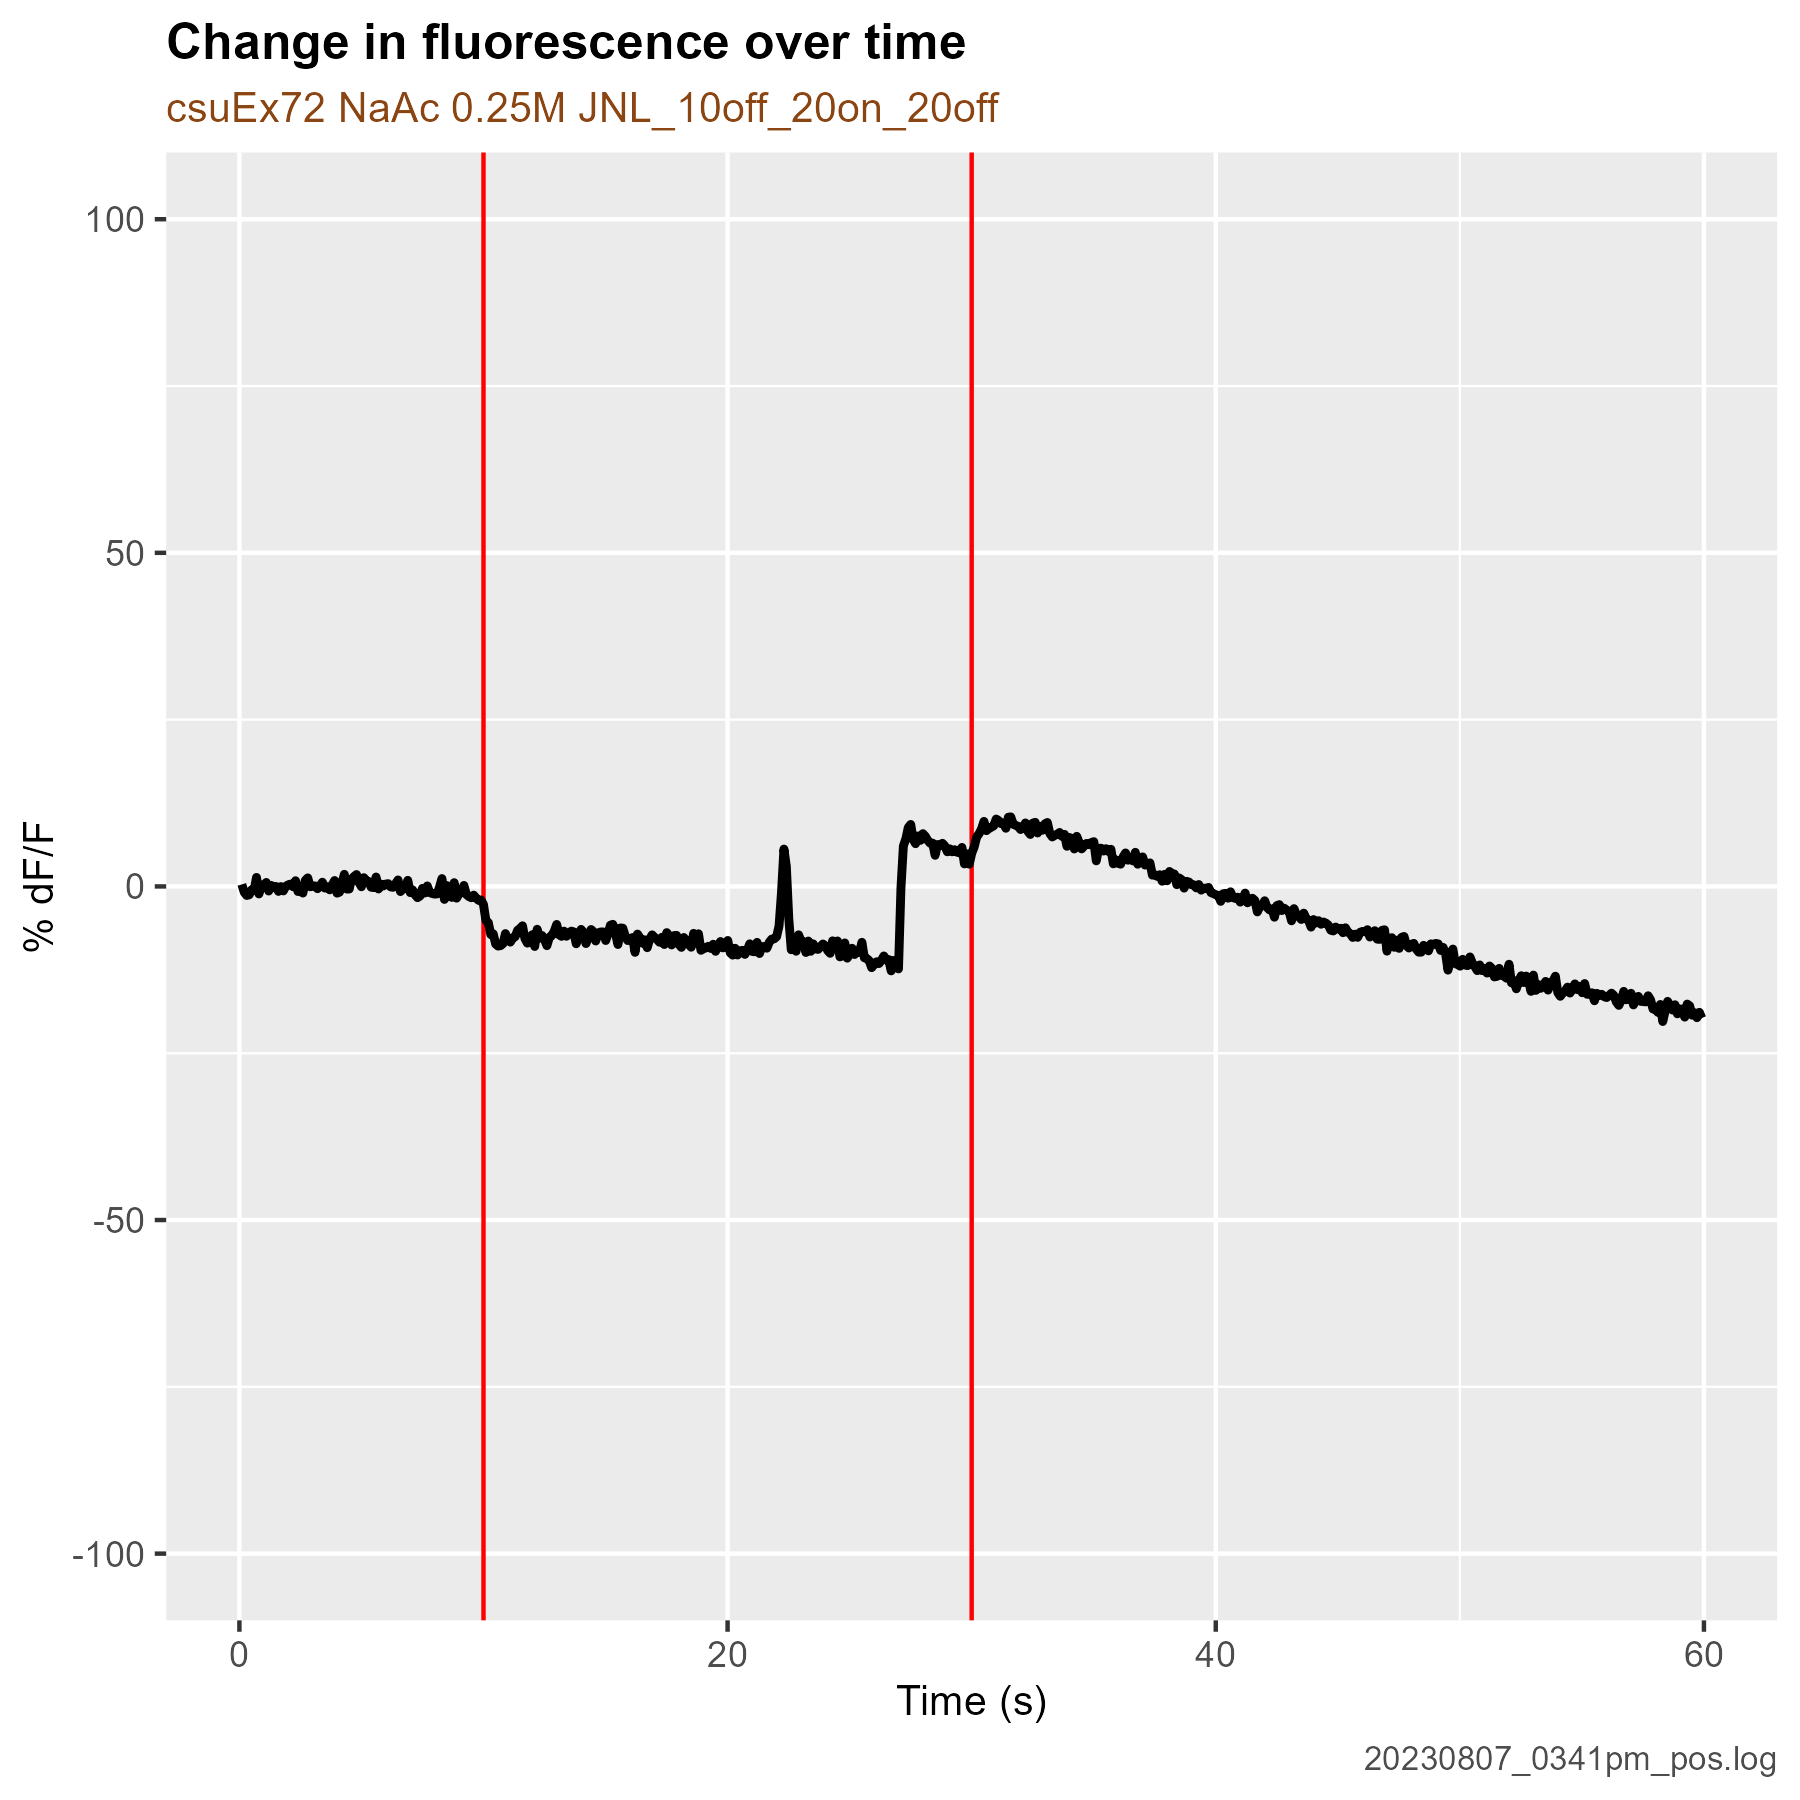 Change in fluorescence over time
csuEx72 NaAc 0.25M JNL_10off_20on_20off
100
50
0
-50
-100
% dF/F
0 20 40 60
Time (s)
20230807_0341pm_pos.log